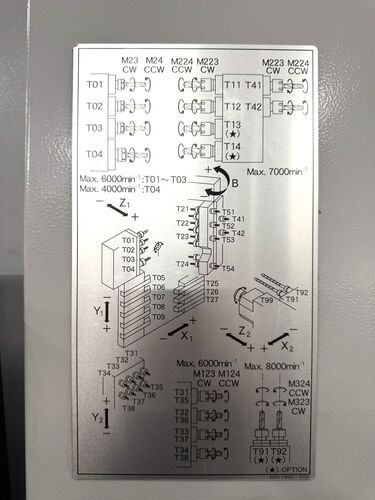 M23 M24 M224 M223 M223 M224
CW CCW CCW CW CW CCW
T01 T11 T41
T02 T12 T42
T03 T13
(★)
T04 T14
(★)
Max. 6000min⁻¹:T01～T03
Max. 4000min⁻¹:T04
Max. 7000min⁻¹
+ B
−
− Z1 +
T21 T51
T22 T41
T52
T23 T42
T53
T24 T54
T01
T02
T03
T04
T05
T06
T07
T08
T09
T25
T26
T27
− Y1 +
− X1 +
T92
T99 T91
− Z2 +
− X2 +
T31
T32
T33
T34
T35
T36
T37
T38
− Y2 +
Max. 6000min⁻¹
M123 M124
CW CCW
T31
T35
T32
T36
T33
T37
T34
T38
Max. 8000min⁻¹
M324
CCW
M323
CW
T91 T92
(★) (★)
(★):OPTION